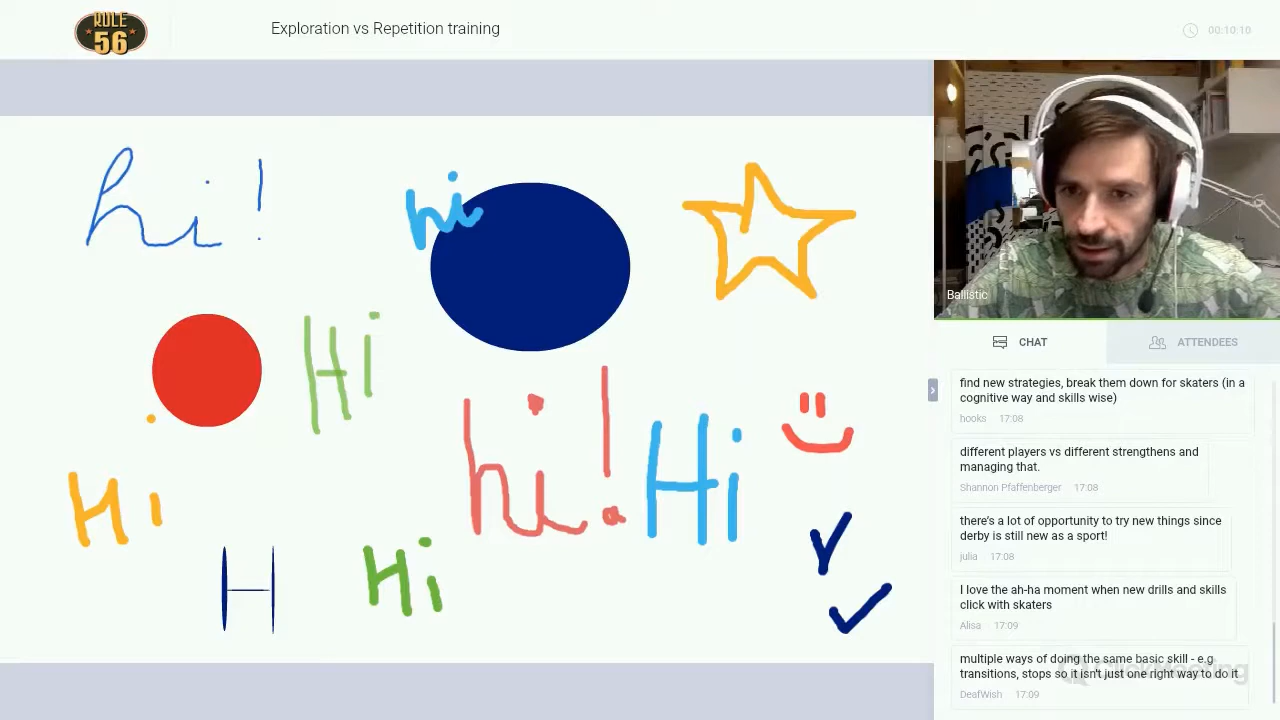 RULE
56
Exploration vs Repetition training
00:10:10
hi!
hi
Hi
hi!
Hi
Hi
H
Hi
Ballistic
CHAT
ATTENDEES
find new strategies, break them down for skaters (in a
cognitive way and skills wise)
hooks 17:08
different players vs different strengthens and
managing that.
Shannon Pfaffenberger 17:08
there's a lot of opportunity to try new things since
derby is still new as a sport!
julia 17:08
I love the ah-ha moment when new drills and skills
click with skaters
Alisa 17:09
multiple ways of doing the same basic skill - e.g
transitions, stops so it isn't just one right way to do it
DeafWish 17:09
ClickMeeting